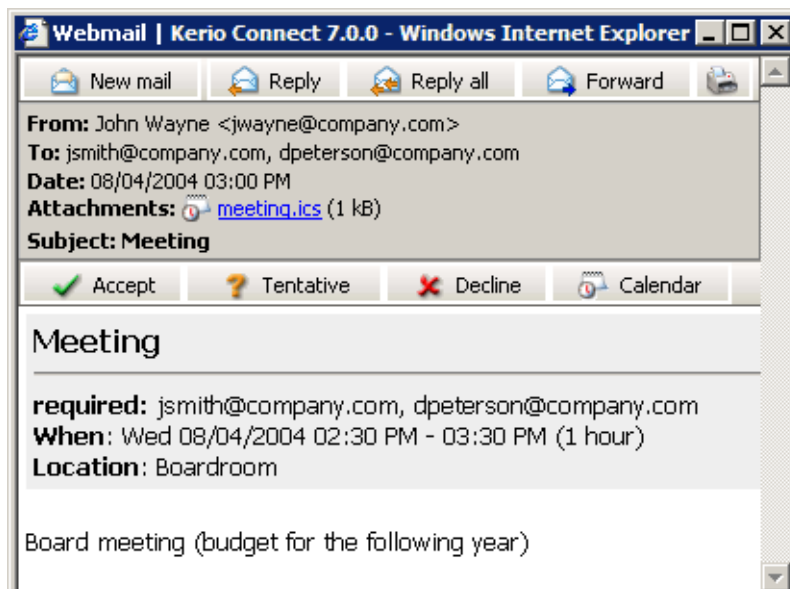 Webmail | Kerio Connect 7.0.0 - Windows Internet Explorer
New mail Reply Reply all Forward
From: John Wayne <jwayne@company.com>
To: jsmith@company.com, dpeterson@company.com
Date: 08/04/2004 03:00 PM
Attachments: meeting.ics (1 kB)
Subject: Meeting
Accept Tentative Decline Calendar
Meeting
required: jsmith@company.com, dpeterson@company.com
When: Wed 08/04/2004 02:30 PM - 03:30 PM (1 hour)
Location: Boardroom
Board meeting (budget for the following year)